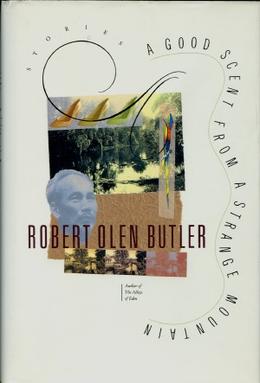 STORIES
A GOOD SCENT FROM A STRANGE MOUNTAIN
ROBERT OLEN BUTLER
Author of
The Alleys
of Eden